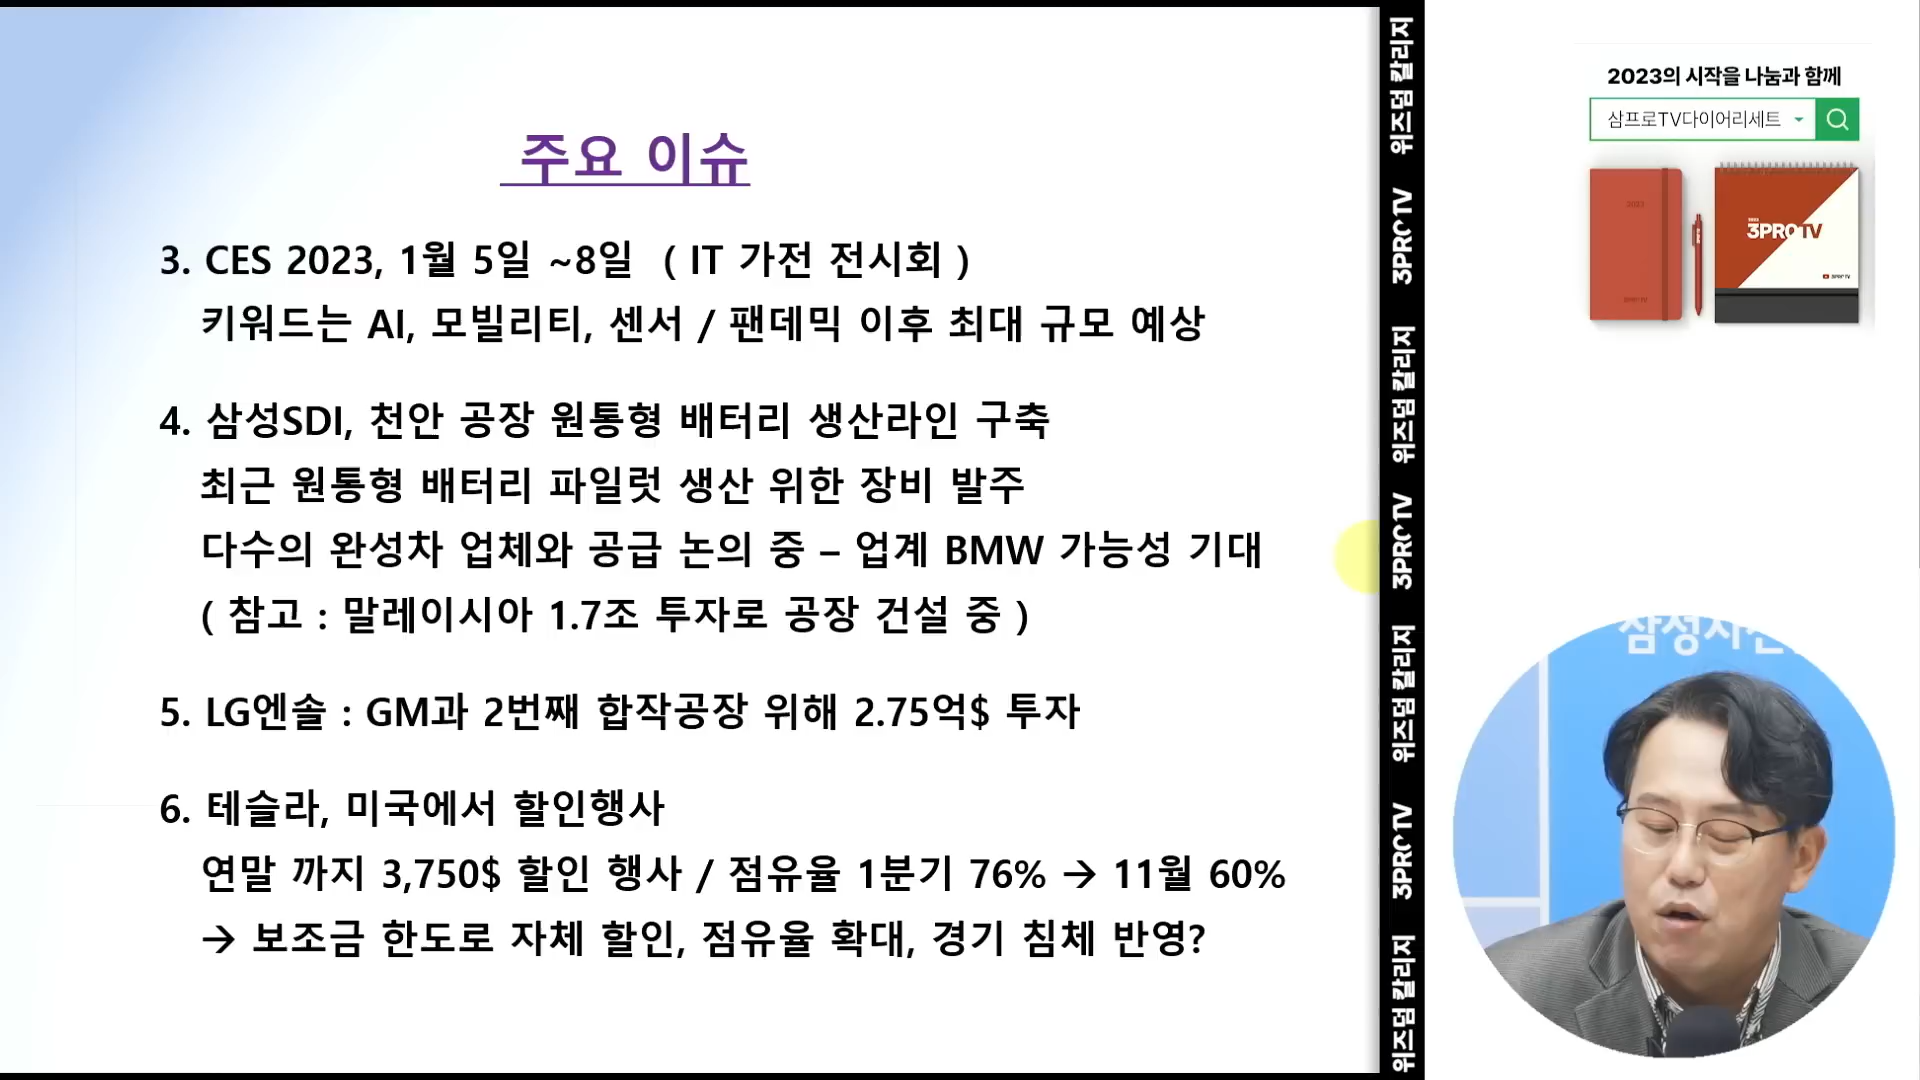 주요 이슈
3. CES 2023, 1월 5일 ~8일 ( IT 가전 전시회 )
키워드는 AI, 모빌리티, 센서 / 팬데믹 이후 최대 규모 예상
4. 삼성SDI, 천안 공장 원통형 배터리 생산라인 구축
최근 원통형 배터리 파일럿 생산 위한 장비 발주
다수의 완성차 업체와 공급 논의 중 – 업계 BMW 가능성 기대
( 참고 : 말레이시아 1.7조 투자로 공장 건설 중 )
5. LG엔솔 : GM과 2번째 합작공장 위해 2.75억$ 투자
6. 테슬라, 미국에서 할인행사
연말 까지 3,750$ 할인 행사 / 점유율 1분기 76% → 11월 60%
→ 보조금 한도로 자체 할인, 점유율 확대, 경기 침체 반영?
위즈덤 칼리지
3PROTV
위즈덤 칼리지
3PROTV
위즈덤 칼리지
3PROTV
위즈덤 칼리지
2023의 시작을 나눔과 함께
삼프로TV다이어리세트
2023
3PROTV